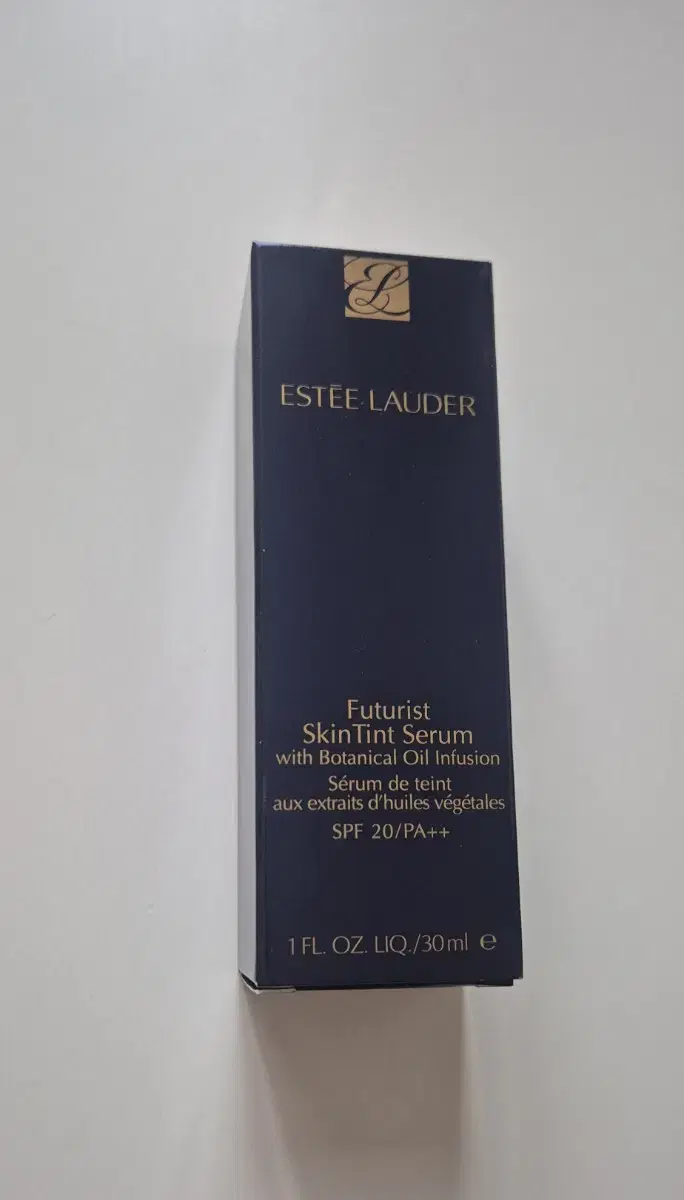 EL
ESTĒE LAUDER
Futurist
SkinTint Serum
with Botanical Oil Infusion
Sérum de teint
aux extraits d'huiles végétales
SPF 20/PA++
1 FL. OZ. LIQ./30ml ℮